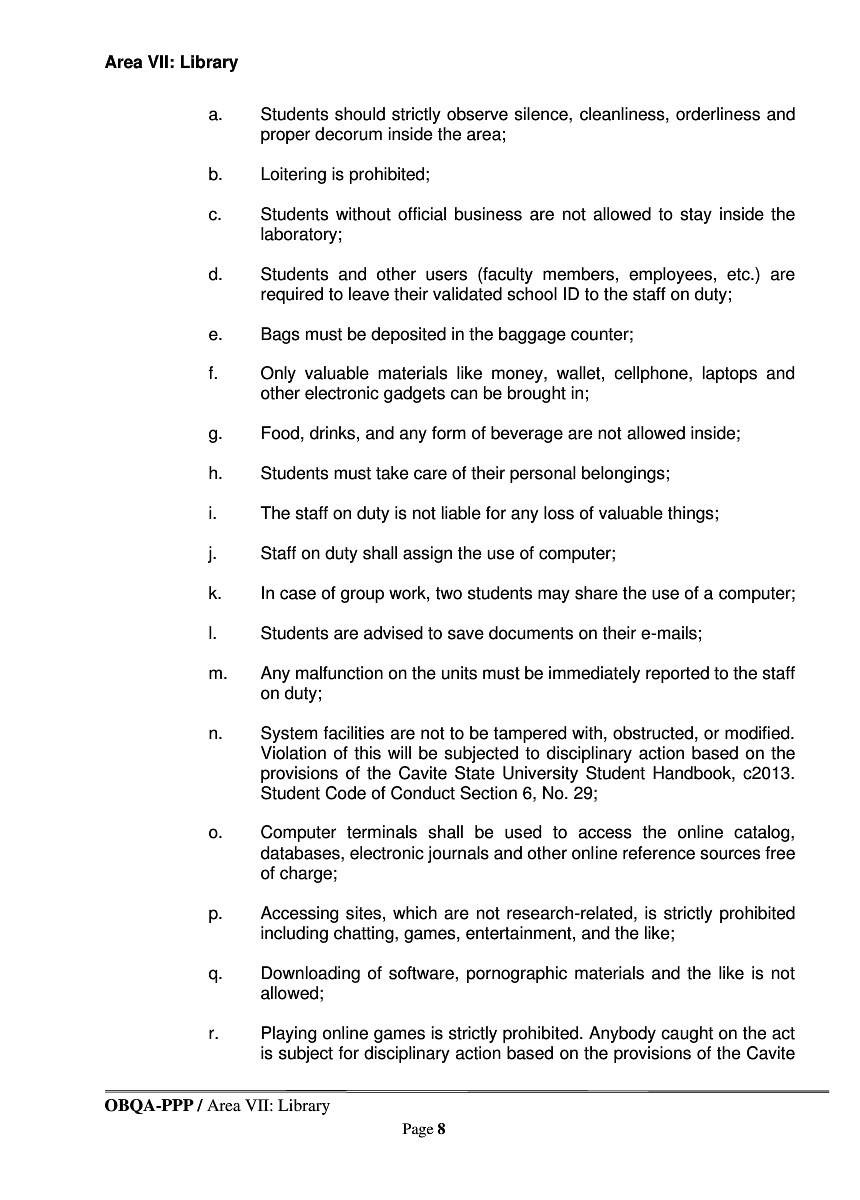 Area VII: Library
a. Students should strictly observe silence, cleanliness, orderliness and
proper decorum inside the area;
b. Loitering is prohibited;
c. Students without official business are not allowed to stay inside the
laboratory;
d. Students and other users (faculty members, employees, etc.) are
required to leave their validated school ID to the staff on duty;
e. Bags must be deposited in the baggage counter;
f. Only valuable materials like money, wallet, cellphone, laptops and
other electronic gadgets can be brought in;
g. Food, drinks, and any form of beverage are not allowed inside;
h. Students must take care of their personal belongings;
i. The staff on duty is not liable for any loss of valuable things;
j. Staff on duty shall assign the use of computer;
k. In case of group work, two students may share the use of a computer;
l. Students are advised to save documents on their e-mails;
m. Any malfunction on the units must be immediately reported to the staff
on duty;
n. System facilities are not to be tampered with, obstructed, or modified.
Violation of this will be subjected to disciplinary action based on the
provisions of the Cavite State University Student Handbook, c2013.
Student Code of Conduct Section 6, No. 29;
o. Computer terminals shall be used to access the online catalog,
databases, electronic journals and other online reference sources free
of charge;
p. Accessing sites, which are not research-related, is strictly prohibited
including chatting, games, entertainment, and the like;
q. Downloading of software, pornographic materials and the like is not
allowed;
r. Playing online games is strictly prohibited. Anybody caught on the act
is subject for disciplinary action based on the provisions of the Cavite
OBQA-PPP / Area VII: Library
Page 8